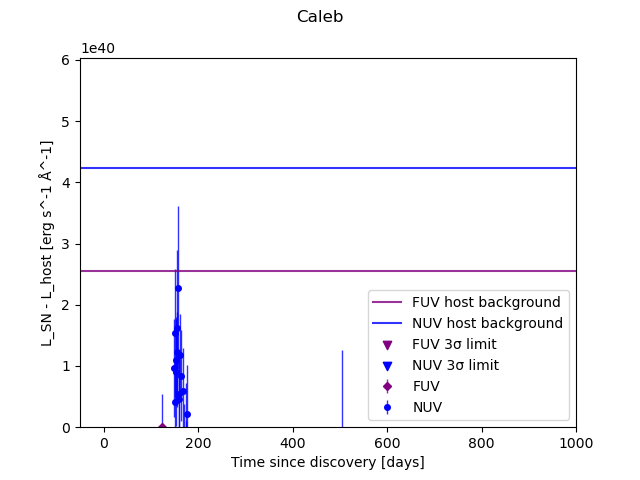 Caleb
1e40
6
5
4
3
2
1
0
L_SN - L_host [erg s^-1 Å^-1]
FUV host background
NUV host background
FUV 3σ limit
NUV 3σ limit
FUV
NUV
0 200 400 600 800 1000
Time since discovery [days]